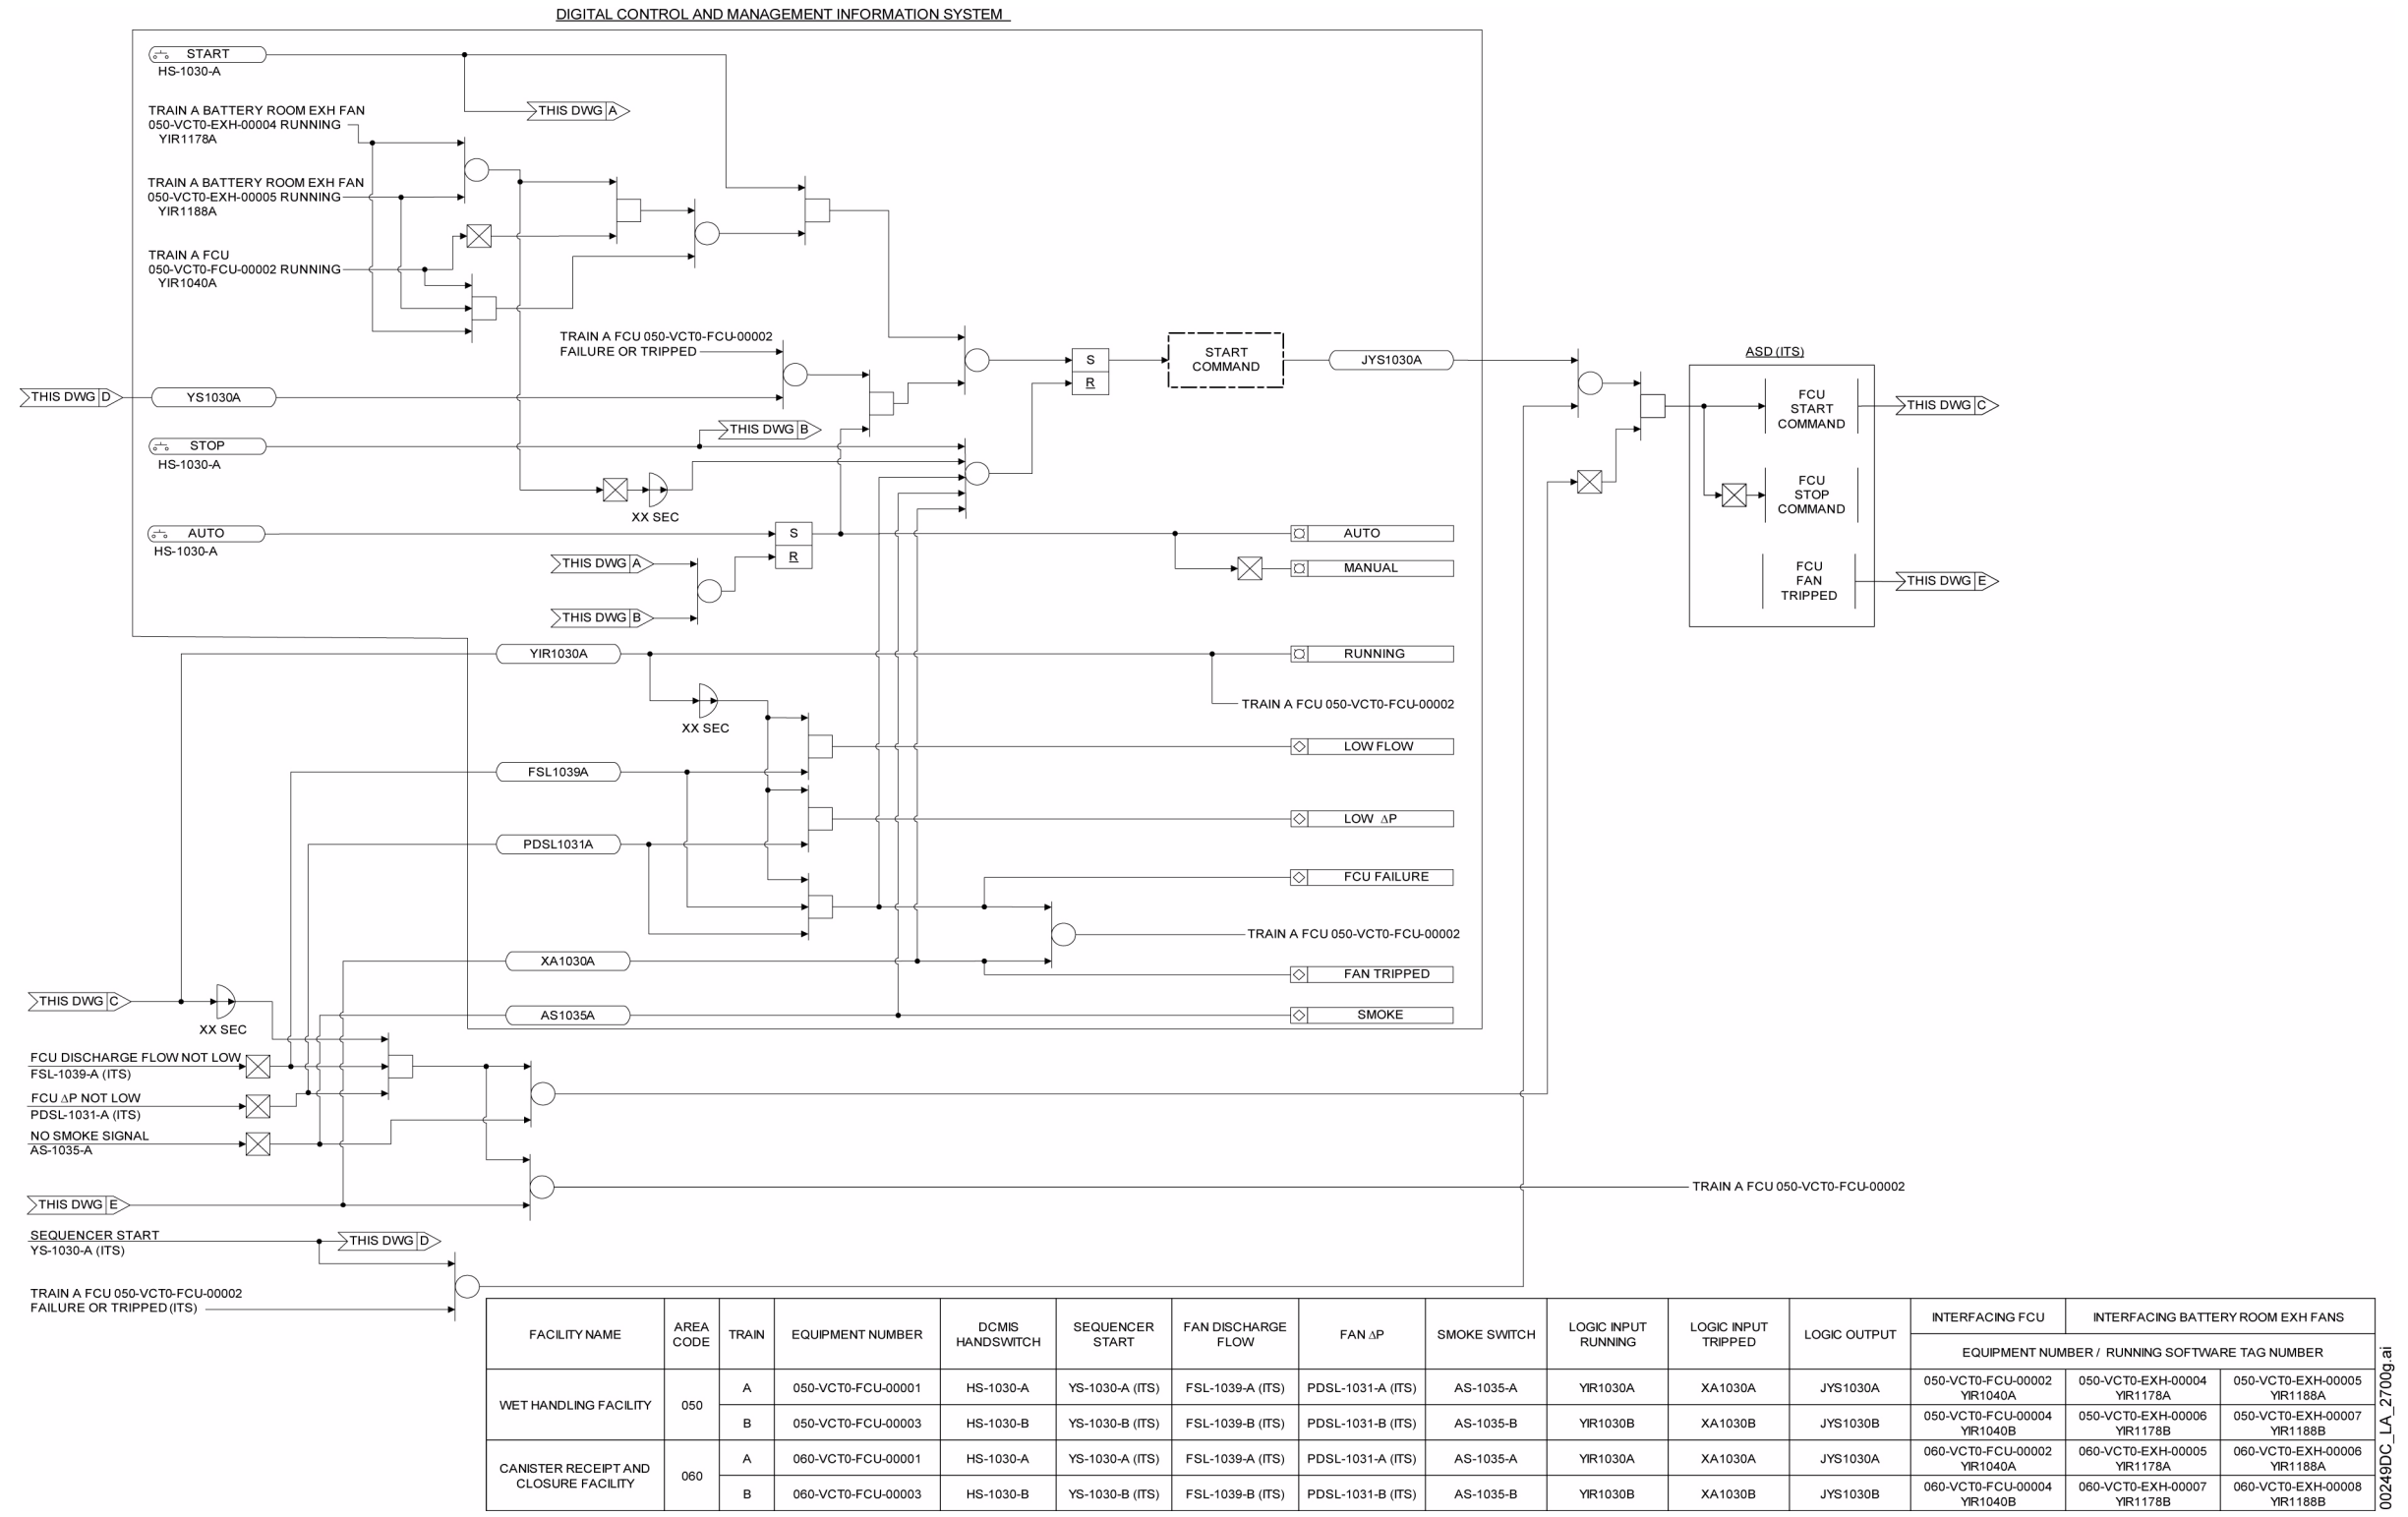 DIGITAL CONTROL AND MANAGEMENT INFORMATION SYSTEM
START
HS-1030-A
THIS DWG A
TRAIN A BATTERY ROOM EXH FAN
050-VCT0-EXH-00004 RUNNING
YIR1178A
TRAIN A BATTERY ROOM EXH FAN
050-VCT0-EXH-00005 RUNNING
YIR1188A
TRAIN A FCU
050-VCT0-FCU-00002 RUNNING
YIR1040A
TRAIN A FCU 050-VCT0-FCU-00002
FAILURE OR TRIPPED
THIS DWG D
YS1030A
THIS DWG B
STOP
HS-1030-A
XX SEC
AUTO
HS-1030-A
THIS DWG A
THIS DWG B
S
R
S
R
START
COMMAND
JYS1030A
ASD (ITS)
FCU
START
COMMAND
THIS DWG C
FCU
STOP
COMMAND
FCU
FAN
TRIPPED
THIS DWG E
AUTO
MANUAL
YIR1030A
RUNNING
XX SEC
TRAIN A FCU 050-VCT0-FCU-00002
LOW FLOW
FSL1039A
LOW ∆P
PDSL1031A
FCU FAILURE
TRAIN A FCU 050-VCT0-FCU-00002
XA1030A
FAN TRIPPED
AS1035A
SMOKE
THIS DWG C
XX SEC
FCU DISCHARGE FLOW NOT LOW
FSL-1039-A (ITS)
FCU ∆P NOT LOW
PDSL-1031-A (ITS)
NO SMOKE SIGNAL
AS-1035-A
THIS DWG E
TRAIN A FCU 050-VCT0-FCU-00002
SEQUENCER START
YS-1030-A (ITS)
THIS DWG D
TRAIN A FCU 050-VCT0-FCU-00002
FAILURE OR TRIPPED (ITS)
FACILITY NAME
AREA
CODE
TRAIN
EQUIPMENT NUMBER
DCMIS
HANDSWITCH
SEQUENCER
START
FAN DISCHARGE
FLOW
FAN ∆P
SMOKE SWITCH
LOGIC INPUT
RUNNING
LOGIC INPUT
TRIPPED
LOGIC OUTPUT
INTERFACING FCU
INTERFACING BATTERY ROOM EXH FANS
EQUIPMENT NUMBER / RUNNING SOFTWARE TAG NUMBER
WET HANDLING FACILITY
050
A
050-VCT0-FCU-00001
HS-1030-A
YS-1030-A (ITS)
FSL-1039-A (ITS)
PDSL-1031-A (ITS)
AS-1035-A
YIR1030A
XA1030A
JYS1030A
050-VCT0-FCU-00002
YIR1040A
050-VCT0-EXH-00004
YIR1178A
050-VCT0-EXH-00005
YIR1188A
B
050-VCT0-FCU-00003
HS-1030-B
YS-1030-B (ITS)
FSL-1039-B (ITS)
PDSL-1031-B (ITS)
AS-1035-B
YIR1030B
XA1030B
JYS1030B
050-VCT0-FCU-00004
YIR1040B
050-VCT0-EXH-00006
YIR1178B
050-VCT0-EXH-00007
YIR1188B
CANISTER RECEIPT AND
CLOSURE FACILITY
060
A
060-VCT0-FCU-00001
HS-1030-A
YS-1030-A (ITS)
FSL-1039-A (ITS)
PDSL-1031-A (ITS)
AS-1035-A
YIR1030A
XA1030A
JYS1030A
060-VCT0-FCU-00002
YIR1040A
060-VCT0-EXH-00005
YIR1178A
060-VCT0-EXH-00006
YIR1188A
B
060-VCT0-FCU-00003
HS-1030-B
YS-1030-B (ITS)
FSL-1039-B (ITS)
PDSL-1031-B (ITS)
AS-1035-B
YIR1030B
XA1030B
JYS1030B
060-VCT0-FCU-00004
YIR1040B
060-VCT0-EXH-00007
YIR1178B
060-VCT0-EXH-00008
YIR1188B
00249DC_LA_2700g.ai